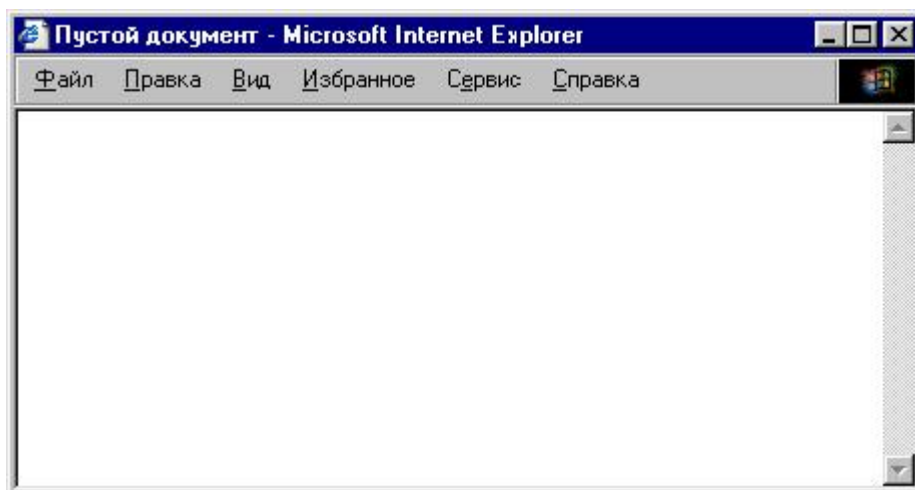 Пустой документ - Microsoft Internet Explorer
Файл Правка Вид Избранное Сервис Справка